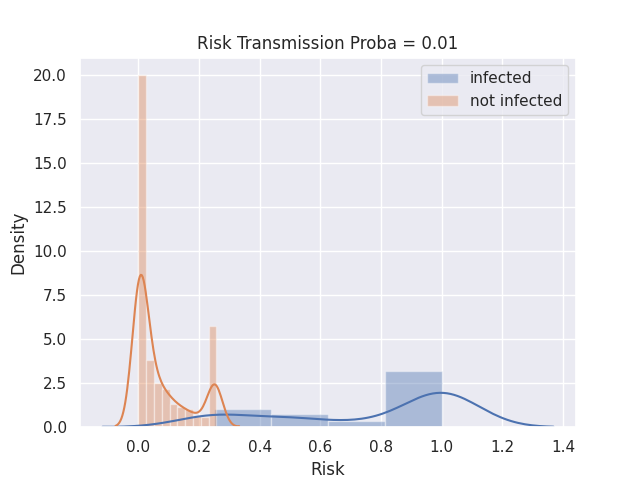 Risk Transmission Proba = 0.01
infected
not infected
20.0
17.5
15.0
12.5
10.0
7.5
5.0
2.5
0.0
Density
0.0 0.2 0.4 0.6 0.8 1.0 1.2 1.4
Risk